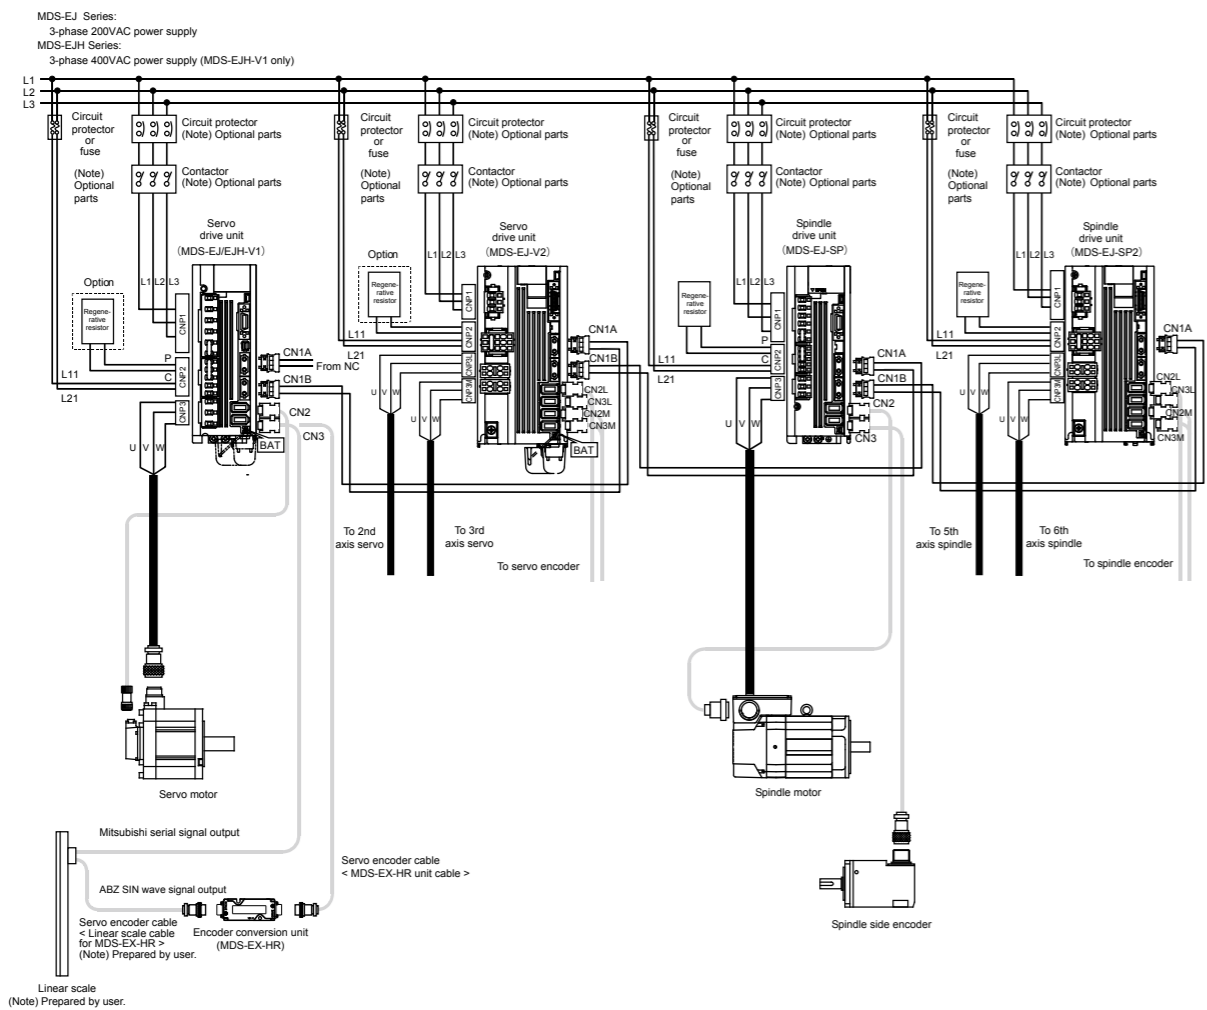 MDS-EJ Series:
3-phase 200VAC power supply
MDS-EJH Series:
3-phase 400VAC power supply (MDS-EJH-V1 only)
L1
L2
L3
Circuit
protector
or
fuse
(Note)
Optional
parts
Circuit protector
(Note) Optional parts
Contactor
(Note) Optional parts
Circuit
protector
or
fuse
(Note)
Optional
parts
Circuit protector
(Note) Optional parts
Contactor
(Note) Optional parts
Circuit
protector
or
fuse
(Note)
Optional
parts
Circuit protector
(Note) Optional parts
Contactor
(Note) Optional parts
Circuit
protector
or
fuse
(Note)
Optional
parts
Circuit protector
(Note) Optional parts
Contactor
(Note) Optional parts
Servo
drive unit
(MDS-EJ/EJH-V1)
Option
Regene-
rative
resistor
L1 L2 L3
CNP1
P
CNP2
C
L11
L21
CNP3
U V W
CN1A
From NC
CN1B
CN2
CN3
BAT
Servo
drive unit
(MDS-EJ-V2)
Option
Regene-
rative
resistor
L1 L2 L3
CNP1
CNP2
L11
L21
CNP3L
CNP3M
U V W
U V W
CN1A
CN1B
CN2L
CN3L
CN2M
CN3M
BAT
Spindle
drive unit
(MDS-EJ-SP)
Regene-
rative
resistor
L1 L2 L3
CNP1
P
CNP2
C
L11
L21
CNP3
U V W
CN1A
CN1B
CN2
CN3
Spindle
drive unit
(MDS-EJ-SP2)
Regene-
rative
resistor
L1 L2 L3
CNP1
CNP2
L11
L21
CNP3L
CNP3M
U V W
U V W
CN1A
CN2L
CN3L
CN2M
CN3M
To 2nd
axis servo
To 3rd
axis servo
To servo encoder
To 5th
axis spindle
To 6th
axis spindle
To spindle encoder
Servo motor
Spindle motor
Mitsubishi serial signal output
Servo encoder cable
< MDS-EX-HR unit cable >
ABZ SIN wave signal output
Servo encoder cable
< Linear scale cable
for MDS-EX-HR >
(Note) Prepared by user.
Encoder conversion unit
(MDS-EX-HR)
Spindle side encoder
Linear scale
(Note) Prepared by user.